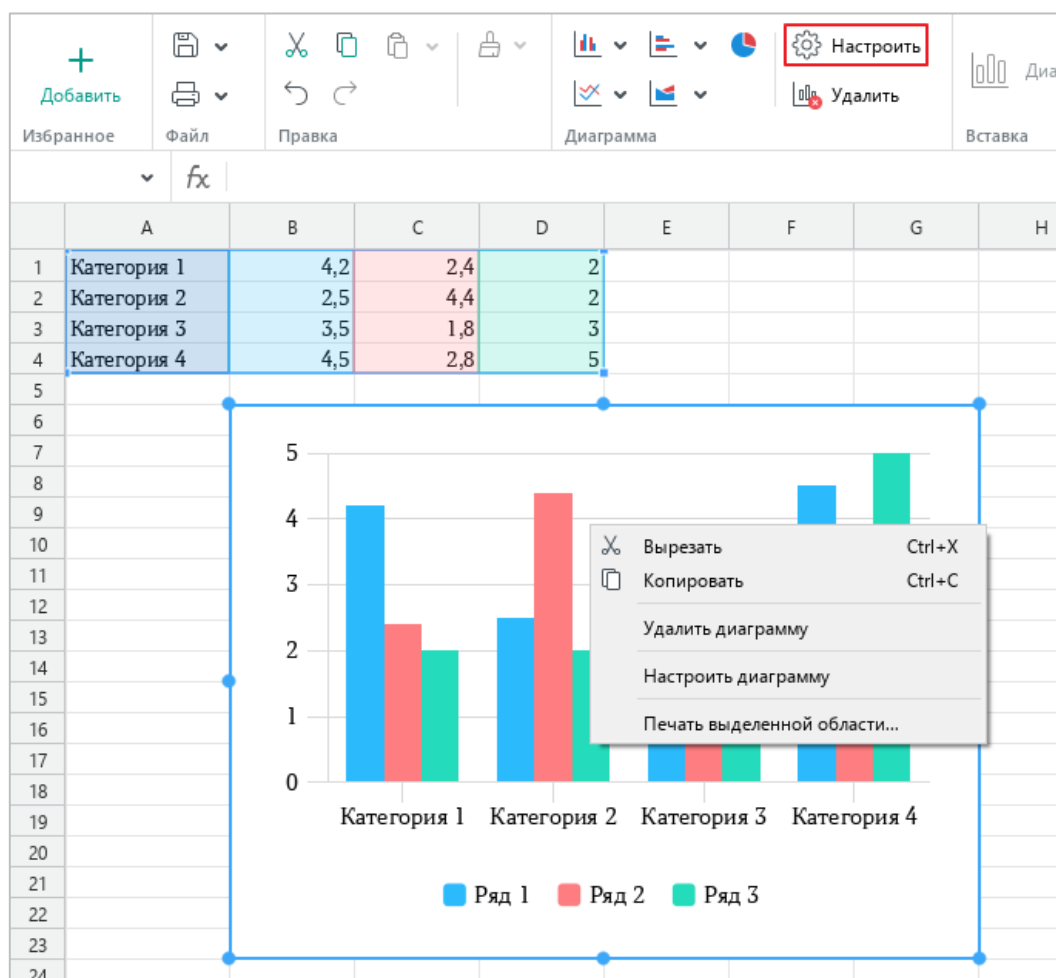 Добавить
Настроить
Удалить
Диа
Избранное Файл Правка Диаграмма Вставка
fx
A B C D E F G H
1 Категория 1 4,2 2,4 2
2 Категория 2 2,5 4,4 2
3 Категория 3 3,5 1,8 3
4 Категория 4 4,5 2,8 5
5
6
7
8
9
10
11
12
13
14
15
16
17
18
19
20
21
22
23
24
5
4
3
2
1
0
Вырезать Ctrl+X
Копировать Ctrl+C
Удалить диаграмму
Настроить диаграмму
Печать выделенной области...
Категория 1 Категория 2 Категория 3 Категория 4
Ряд 1 Ряд 2 Ряд 3